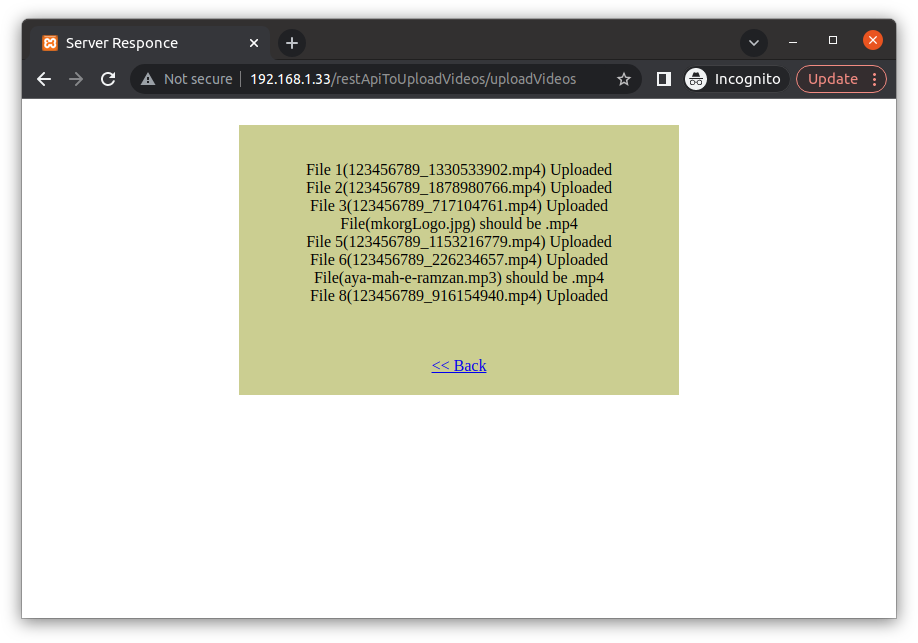 Server Responce
Not secure
192.168.1.33/restApiToUploadVideos/uploadVideos
Incognito
Update
File 1(123456789_1330533902.mp4) Uploaded
File 2(123456789_1878980766.mp4) Uploaded
File 3(123456789_717104761.mp4) Uploaded
File(mkorgLogo.jpg) should be .mp4
File 5(123456789_1153216779.mp4) Uploaded
File 6(123456789_226234657.mp4) Uploaded
File(aya-mah-e-ramzan.mp3) should be .mp4
File 8(123456789_916154940.mp4) Uploaded
<< Back